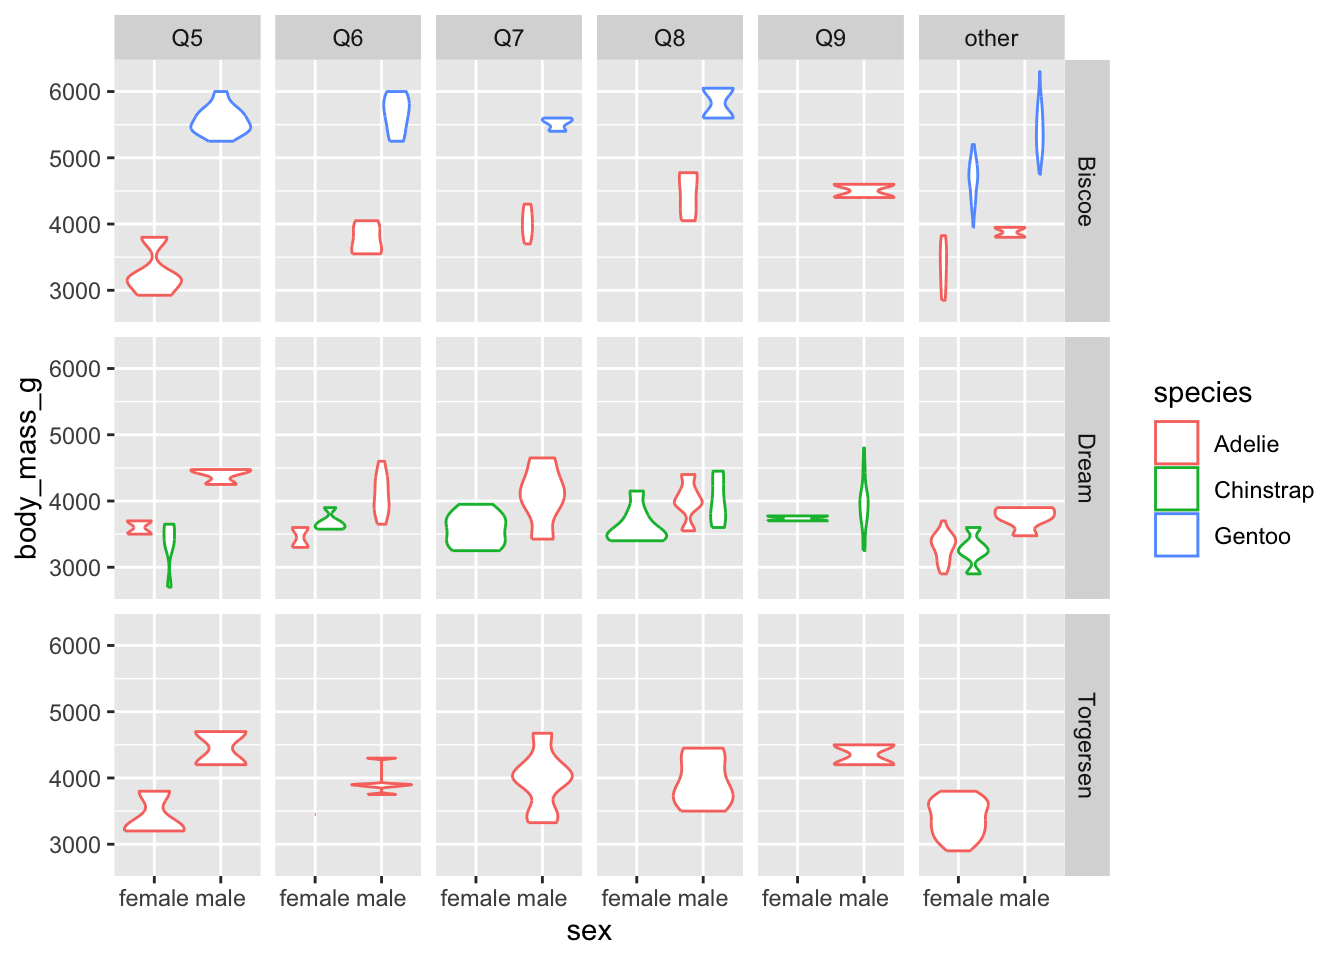 Q5 Q6 Q7 Q8 Q9 other
6000
5000
4000
3000
Biscoe
6000
5000
4000
3000
Dream
6000
5000
4000
3000
Torgersen
female male female male female male female male female male female male
sex
body_mass_g
species
Adelie
Chinstrap
Gentoo